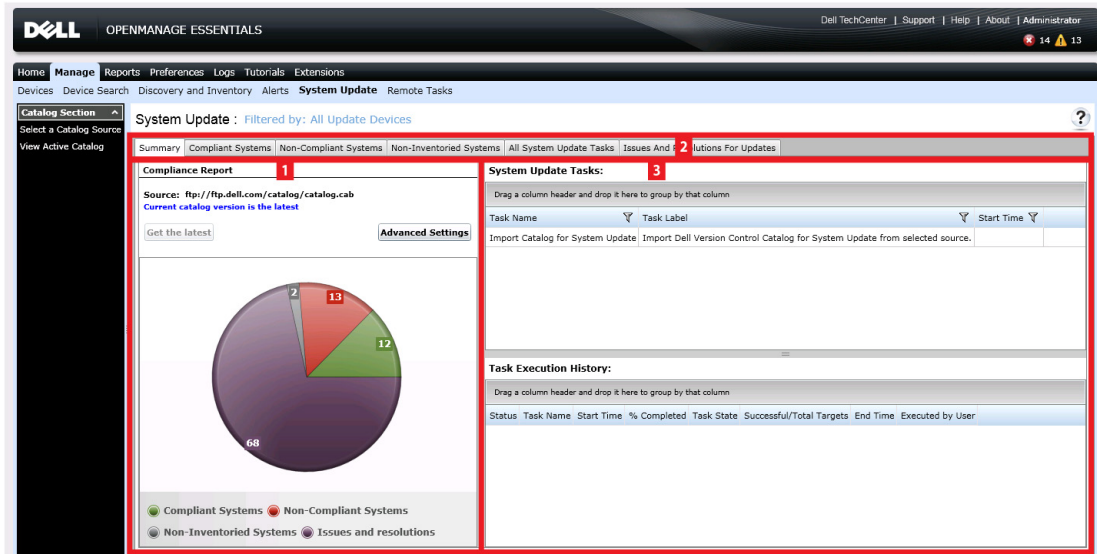 DELL OPENMANAGE ESSENTIALS
Dell TechCenter | Support | Help | About | Administrator
14 13
Home Manage Reports Preferences Logs Tutorials Extensions
Devices Device Search Discovery and Inventory Alerts System Update Remote Tasks
Catalog Section
Select a Catalog Source
View Active Catalog
System Update : Filtered by: All Update Devices
?
Summary Compliant Systems Non-Compliant Systems Non-Inventoried Systems All System Update Tasks Issues And 2 lutions For Updates
Compliance Report 1
Source: ftp://ftp.dell.com/catalog/catalog.cab
Current catalog version is the latest
Get the latest Advanced Settings
2
13
12
68
Compliant Systems Non-Compliant Systems
Non-Inventoried Systems Issues and resolutions
System Update Tasks: 3
Drag a column header and drop it here to group by that column
Task Name Task Label Start Time
Import Catalog for System Update Import Dell Version Control Catalog for System Update from selected source.
Task Execution History:
Drag a column header and drop it here to group by that column
Status Task Name Start Time % Completed Task State Successful/Total Targets End Time Executed by User